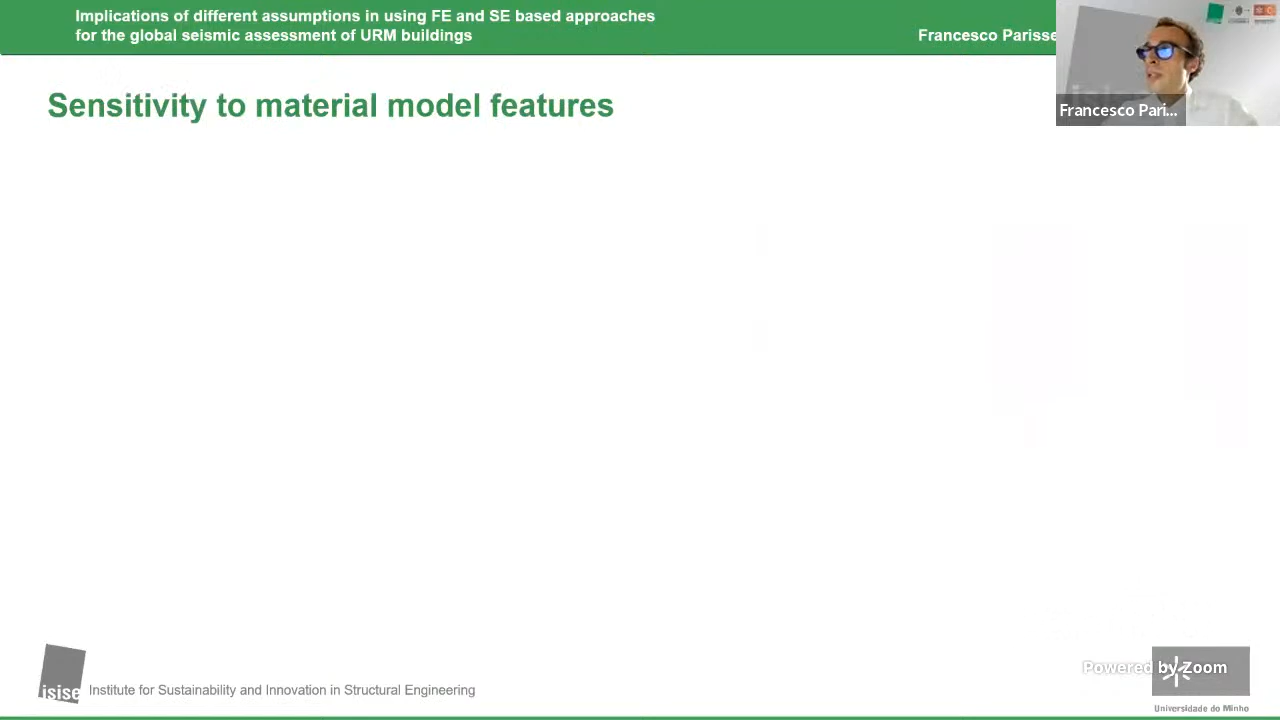 Implications of different assumptions in using FE and SE based approaches
for the global seismic assessment of URM buildings
Francesco Parisse
Francesco Pari...
Sensitivity to material model features
isise
Institute for Sustainability and Innovation in Structural Engineering
Powered by Zoom
Universidade do Minho